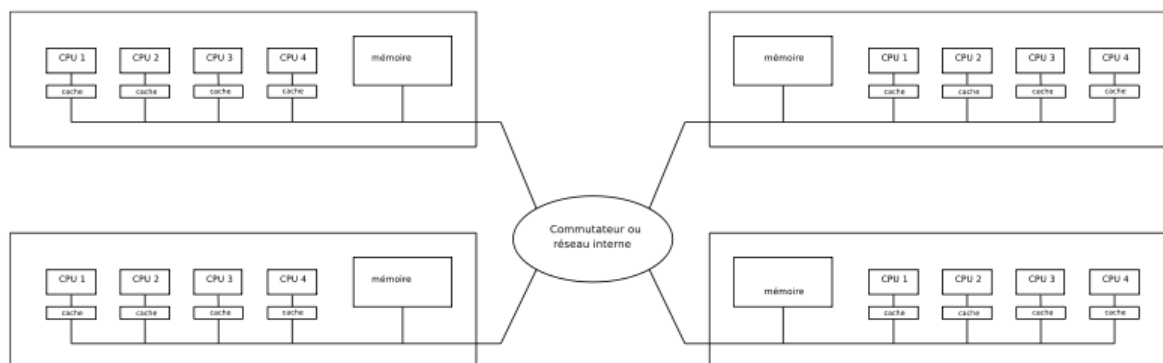 CPU 1 CPU 2 CPU 3 CPU 4 mémoire
cache cache cache cache
mémoire CPU 1 CPU 2 CPU 3 CPU 4
cache cache cache cache
Commutateur ou
réseau interne
CPU 1 CPU 2 CPU 3 CPU 4 mémoire
cache cache cache cache
CPU 1 CPU 2 CPU 3 CPU 4
mémoire cache cache cache cache